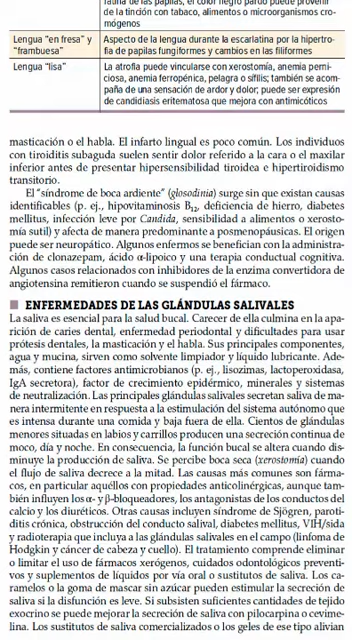 faina de las papilas, el color negro pardo puede provenir
de la tinción con tabaco, alimentos o microorganismos cro-
mógenos
Lengua "en fresa" y Aspecto de la lengua durante la escarlatina por la hipertro-
"frambuesa" fia de papilas fungiformes y cambios en las filiformes
Lengua "lisa" La atrofia puede vincularse con xerostomía, anemia perni-
ciosa, anemia ferropénica, pelagra o sífilis; también se acom-
paña de una sensación de ardor y dolor; puede ser expresión
de candidiasis eritematosa que mejora con antimicóticos
masticación o el habla. El infarto lingual es poco común. Los individuos
con tiroiditis subaguda suelen sentir dolor referido a la cara o el maxilar
inferior antes de presentar hipersensibilidad tiroidea e hipertiroidismo
transitorio.
El "síndrome de boca ardiente" (glosodinia) surge sin que existan causas
identificables (p. ej., hipovitaminosis B12, deficiencia de hierro, diabetes
mellitus, infección leve por Candida, sensibilidad a alimentos o xerosto-
mía sutil) y afecta de manera predominante a posmenopáusicas. El origen
puede ser neuropático. Algunos enfermos se benefician con la administra-
ción de clonazepam, ácido α-lipoico y una terapia conductual cognitiva.
Algunos casos relacionados con inhibidores de la enzima convertidora de
angiotensina remitieron cuando se suspendió el fármaco.
ENFERMEDADES DE LAS GLÁNDULAS SALIVALES
La saliva es esencial para la salud bucal. Carecer de ella culmina en la apa-
rición de caries dental, enfermedad periodontal y dificultades para usar
prótesis dentales, la masticación y el habla. Sus principales componentes,
agua y mucina, sirven como solvente limpiador y líquido lubricante. Ade-
más, contiene factores antimicrobianos (p. ej., lisozimas, lactoperoxidasa,
IgA secretora), factor de crecimiento epidérmico, minerales y sistemas
de neutralización. Las principales glándulas salivales secretan saliva de ma-
nera intermitente en respuesta a la estimulación del sistema autónomo que
es intensa durante una comida y baja fuera de ella. Cientos de glándulas
menores situadas en labios y carrillos producen una secreción continua de
moco, día y noche. En consecuencia, la función bucal se altera cuando dis-
minuye la producción de saliva. Se percibe boca seca (xerostomía) cuando
el flujo de saliva decrece a la mitad. Las causas más comunes son fárma-
cos, en particular aquéllos con propiedades anticolinérgicas, aunque tam-
bién influyen los α- y β-bloqueadores, los antagonistas de los conductos del
calcio y los diuréticos. Otras causas incluyen síndrome de Sjögren, paroti-
ditis crónica, obstrucción del conducto salival, diabetes mellitus, VIH/sida
y radioterapia que incluya a las glándulas salivales en el campo (linfoma de
Hodgkin y cáncer de cabeza y cuello). El tratamiento comprende eliminar
o limitar el uso de fármacos xerógenos, cuidados odontológicos preventi-
vos y suplementos de líquidos por vía oral o sustitutos de saliva. Los ca-
ramelos o la goma de mascar sin azúcar pueden estimular la secreción de
saliva si la disfunción es leve. Si subsisten suficientes cantidades de tejido
exocrino se puede mejorar la secreción de saliva con pilocarpina o cevime-
lina. Los sustitutos de saliva comercializados o los geles de ese tipo alivian